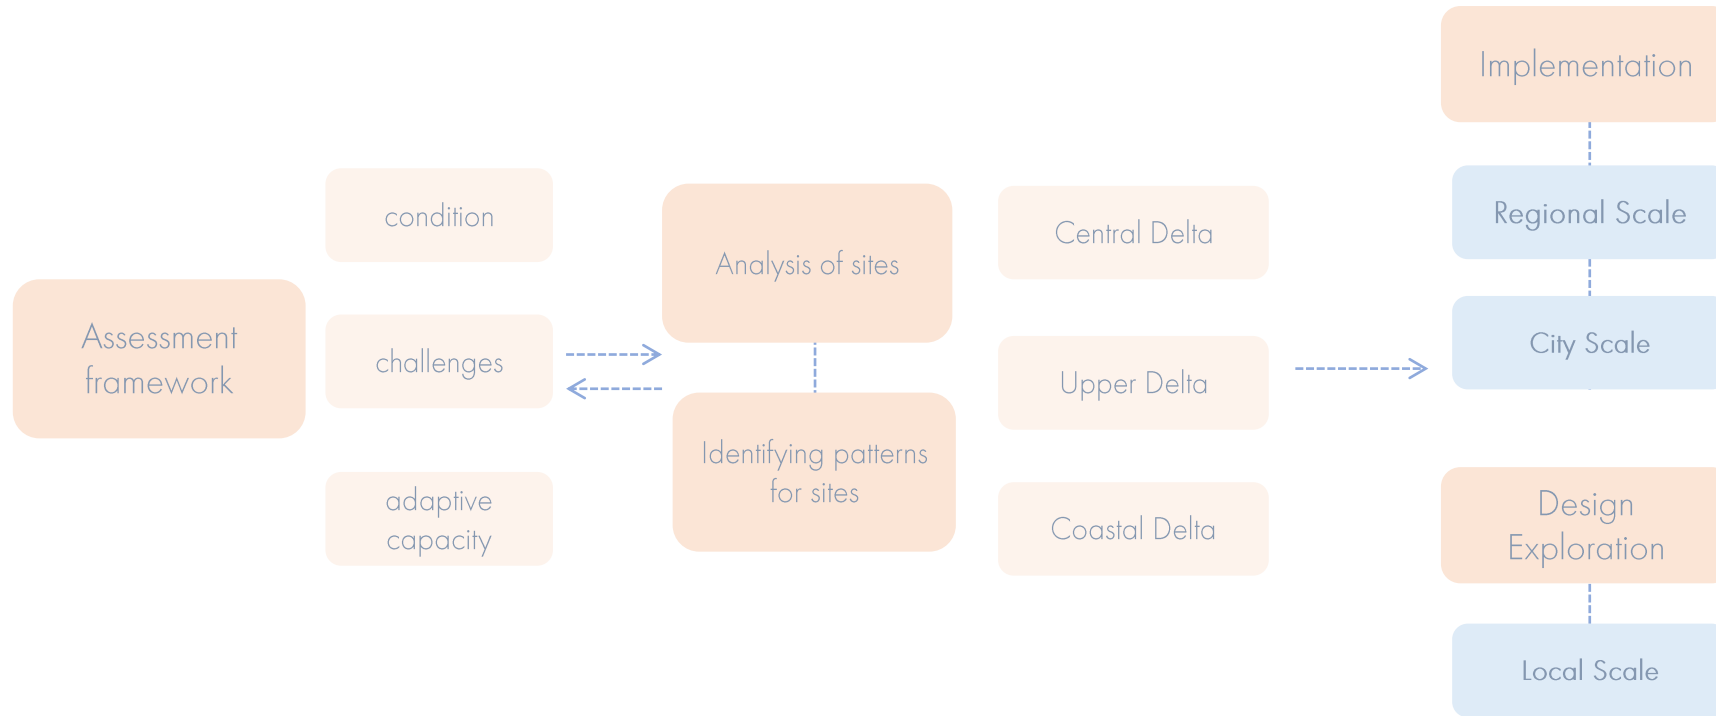 Assessment
framework
condition
challenges
adaptive
capacity
Analysis of sites
Identifying patterns
for sites
Central Delta
Upper Delta
Coastal Delta
Implementation
Regional Scale
City Scale
Design
Exploration
Local Scale